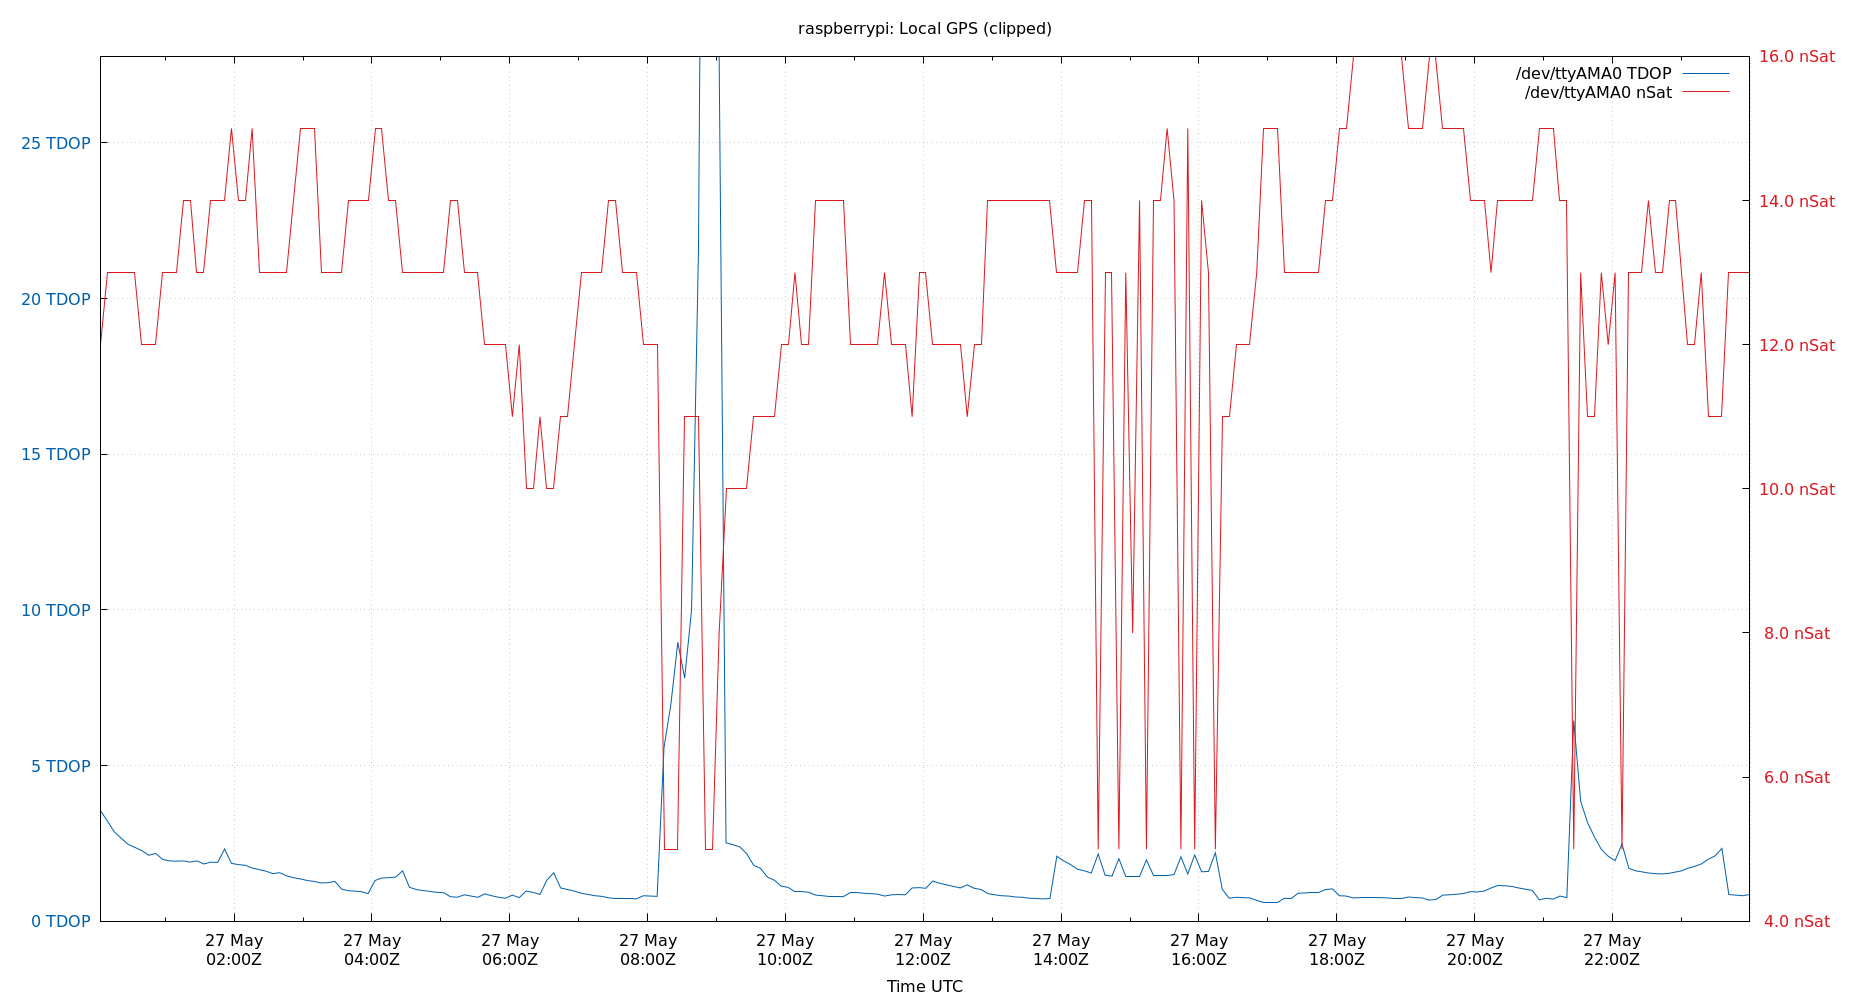 raspberrypi: Local GPS (clipped)
16.0 nSat
/dev/ttyAMA0 TDOP
/dev/ttyAMA0 nSat
25 TDOP
14.0 nSat
20 TDOP
12.0 nSat
15 TDOP
10.0 nSat
10 TDOP
8.0 nSat
5 TDOP
6.0 nSat
0 TDOP
4.0 nSat
27 May 27 May 27 May 27 May 27 May 27 May 27 May 27 May 27 May 27 May 27 May
02:00Z 04:00Z 06:00Z 08:00Z 10:00Z 12:00Z 14:00Z 16:00Z 18:00Z 20:00Z 22:00Z
Time UTC